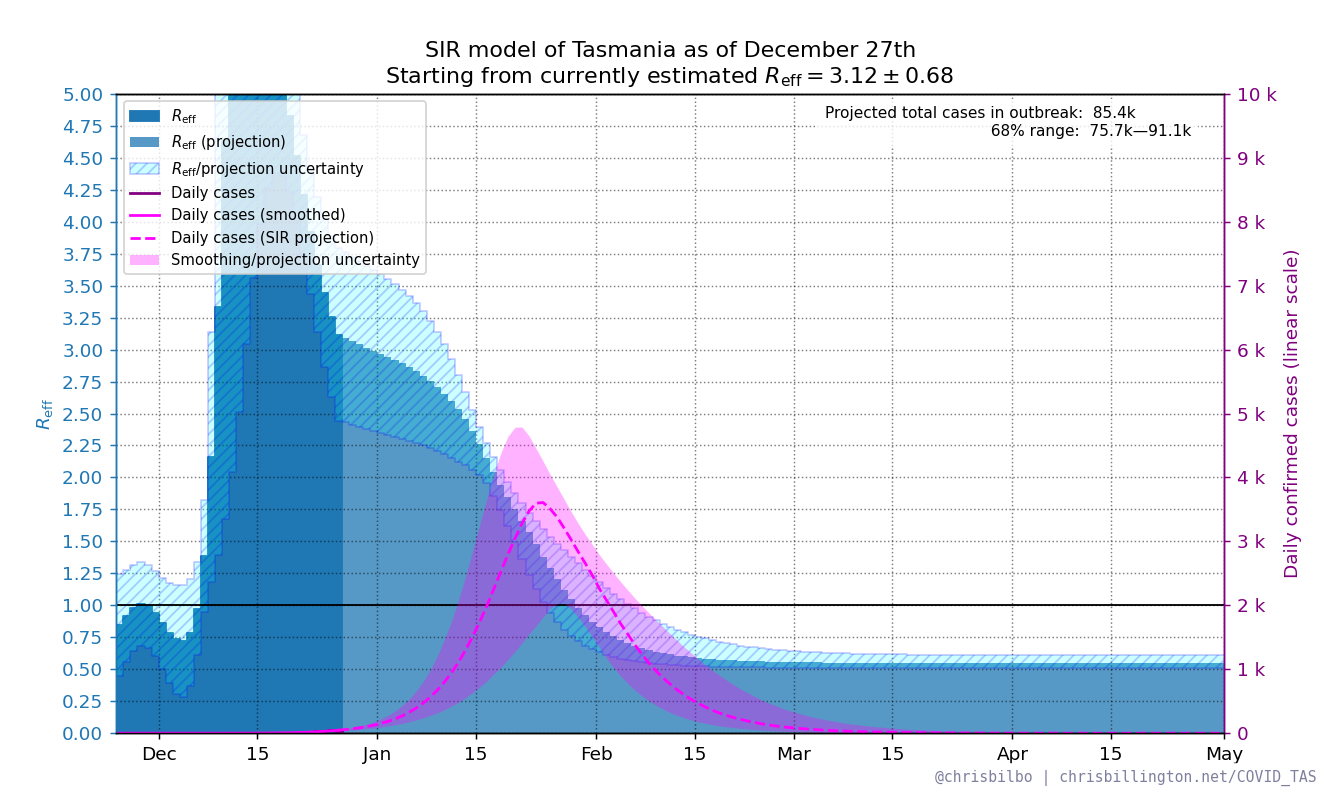 SIR model of Tasmania as of December 27th
Starting from currently estimated R_eff = 3.12 ± 0.68
Projected total cases in outbreak: 85.4k
68% range: 75.7k—91.1k
R_eff
R_eff (projection)
R_eff/projection uncertainty
Daily cases
Daily cases (smoothed)
Daily cases (SIR projection)
Smoothing/projection uncertainty
R_eff
5.00
4.75
4.50
4.25
4.00
3.75
3.50
3.25
3.00
2.75
2.50
2.25
2.00
1.75
1.50
1.25
1.00
0.75
0.50
0.25
0.00
10 k
9 k
8 k
7 k
6 k
5 k
4 k
3 k
2 k
1 k
0
Daily confirmed cases (linear scale)
Dec 15 Jan 15 Feb 15 Mar 15 Apr 15 May
@chrisbilbo | chrisbillington.net/COVID_TAS